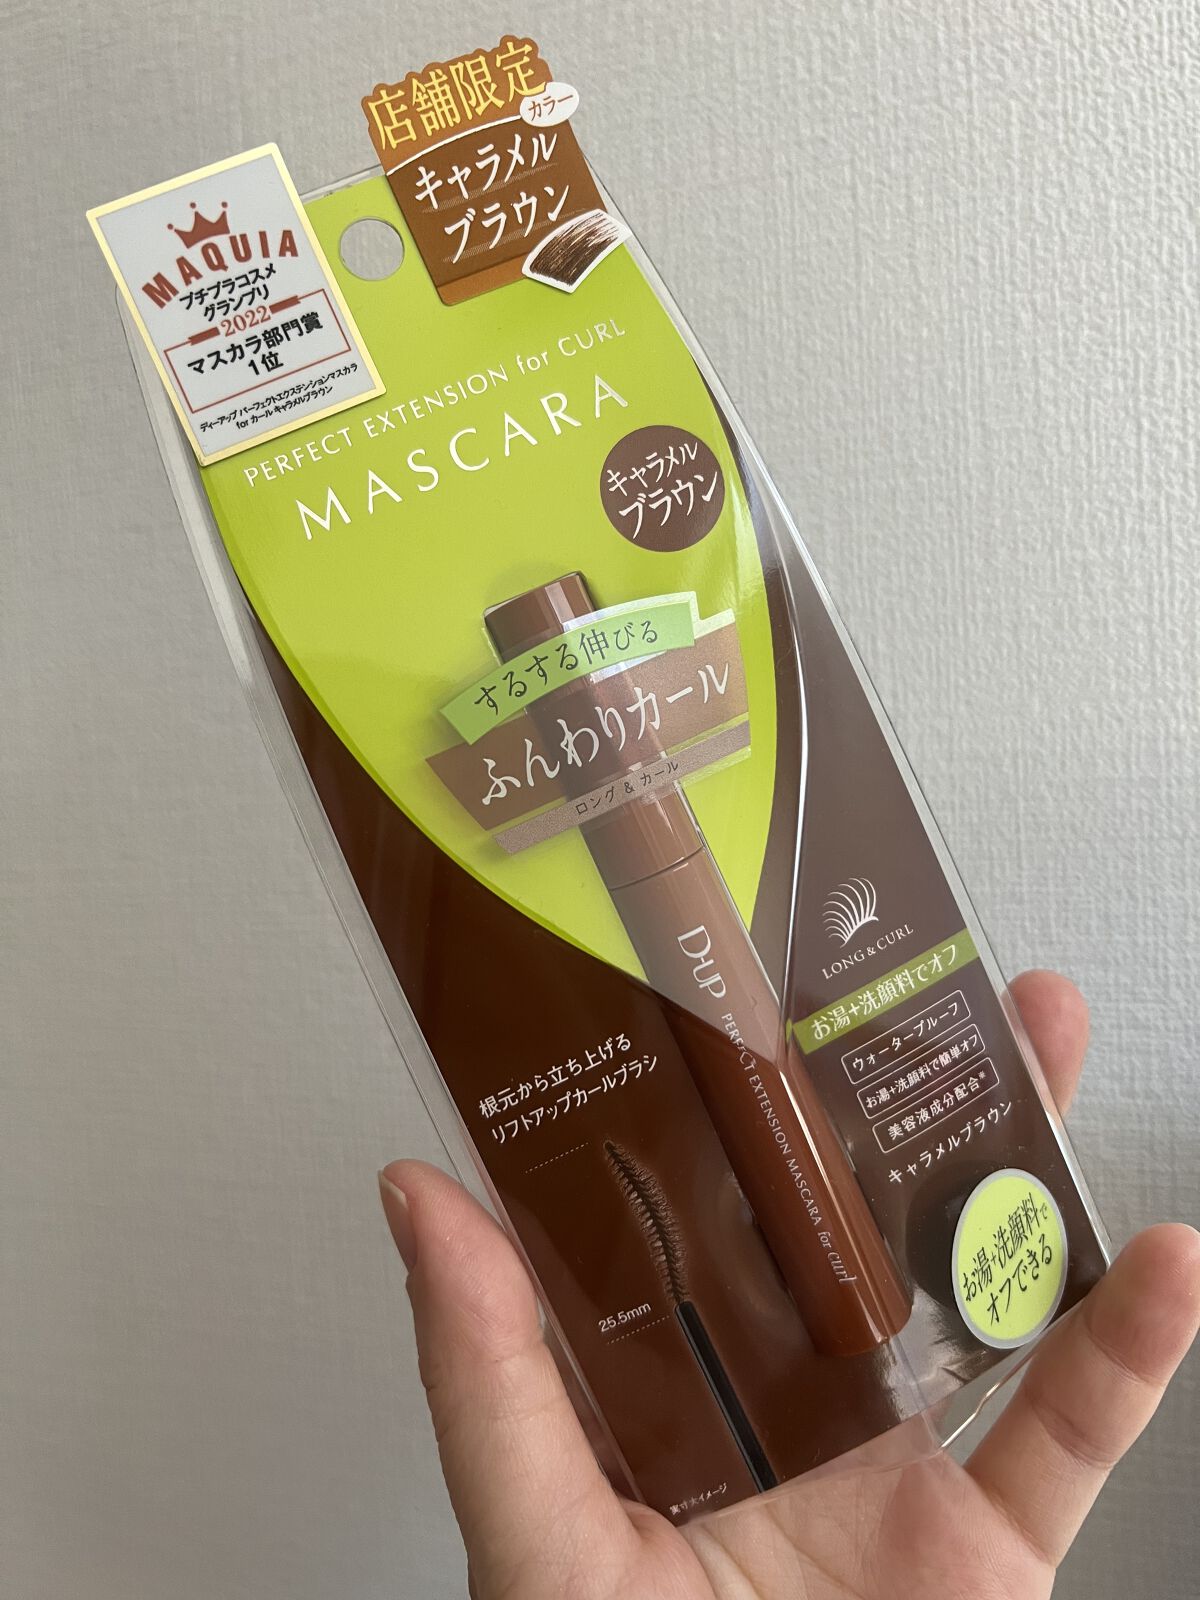 店舗限定
カラー
キャラメル
ブラウン
MAQUIA
プチプラコスメ
グランプリ
2022
マスカラ部門賞
1位
ディーアップ パーフェクトエクステンションマスカラ
for カール キャラメルブラウン
PERFECT EXTENSION for CURL
MASCARA
キャラメル
ブラウン
するする伸びる
ふんわりカール
ロング & カール
D-UP
PERFECT EXTENSION MASCARA for curl
LONG & CURL
お湯+洗顔料でオフ
ウォータープルーフ
お湯+洗顔料で簡単オフ
美容液成分配合*
キャラメルブラウン
根元から立ち上げる
リフトアップカールブラシ
25.5mm
お湯+洗顔料で
オフできる
実寸大イメージ